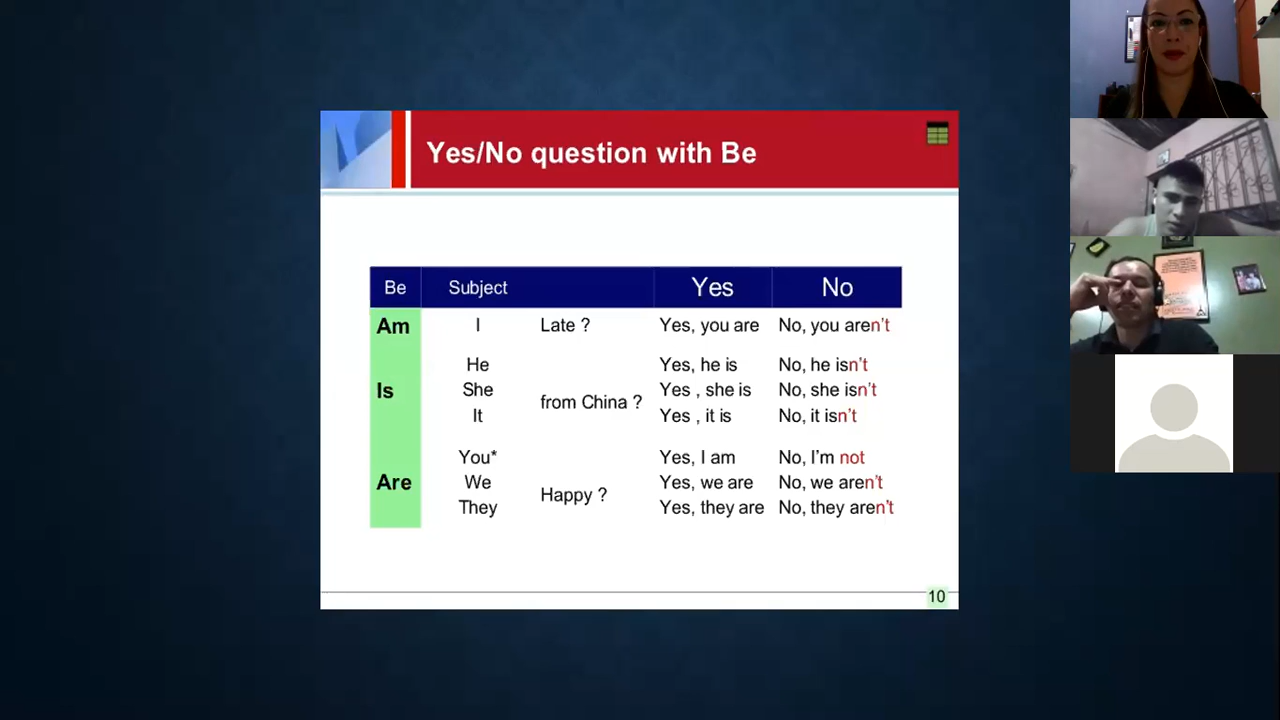 Yes/No question with Be
Be Subject Yes No
Am I Late ? Yes, you are No, you aren't
He Yes, he is No, he isn't
Is She from China ? Yes , she is No, she isn't
It Yes , it is No, it isn't
You* Yes, I am No, I'm not
Are We Happy ? Yes, we are No, we aren't
They Yes, they are No, they aren't
10